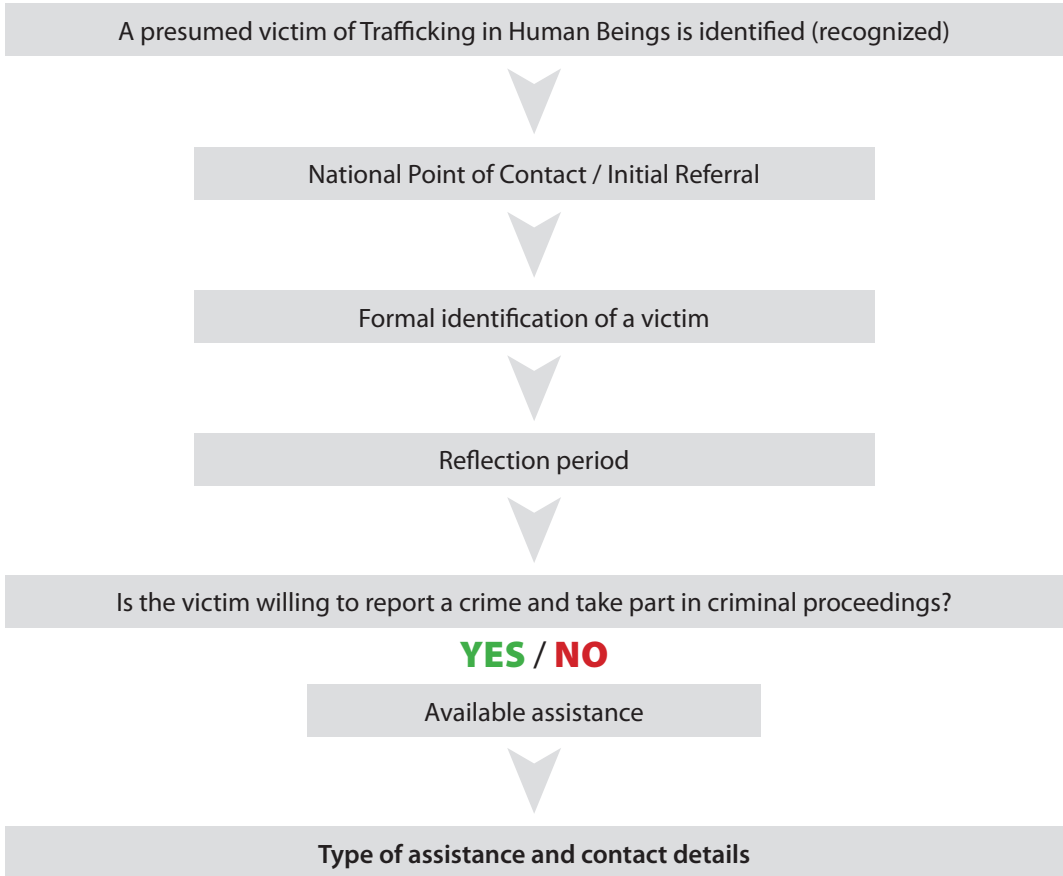 A presumed victim of Trafficking in Human Beings is identified (recognized)
National Point of Contact / Initial Referral
Formal identification of a victim
Reflection period
Is the victim willing to report a crime and take part in criminal proceedings?
YES / NO
Available assistance
Type of assistance and contact details